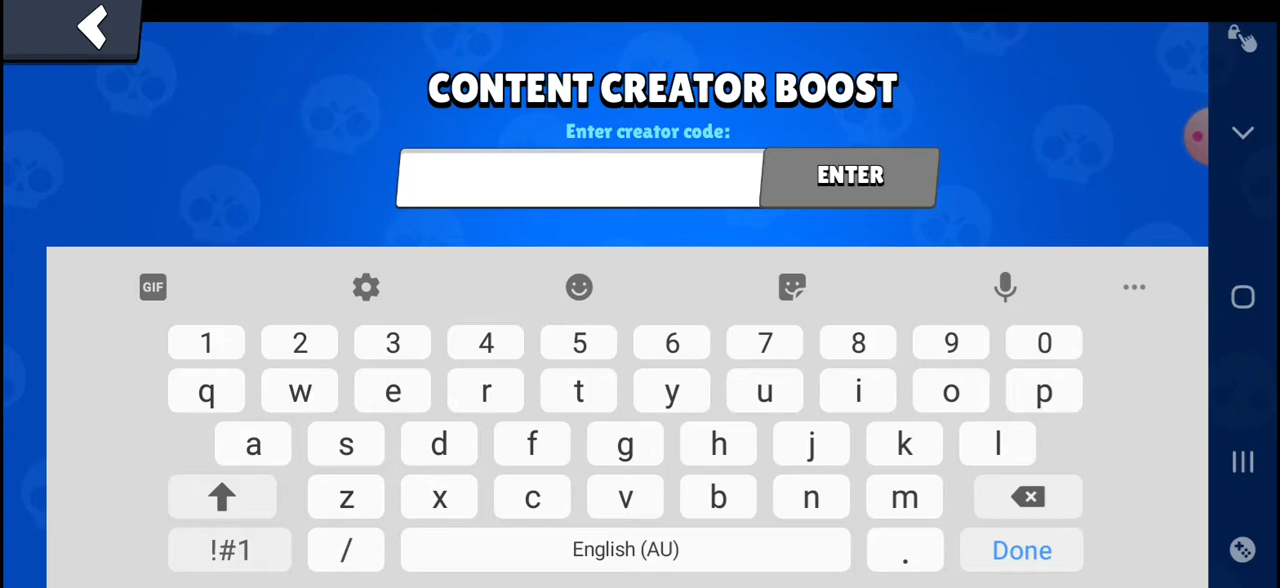 CONTENT CREATOR BOOST
Enter creator code:
ENTER
GIF
1 2 3 4 5 6 7 8 9 0
q w e r t y u i o p
a s d f g h j k l
z x c v b n m
!#1 / English (AU) . Done